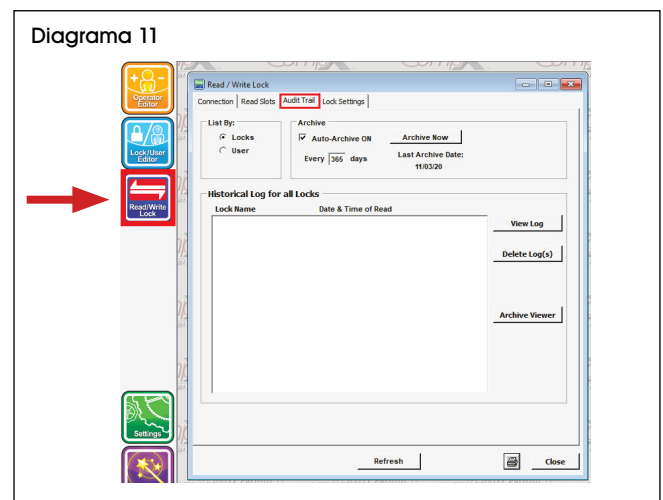 Diagrama 11
CompX
CompX
CompX
Operator
Editor
Lock/User
Editor
Read/Write
Lock
Settings
Read / Write Lock
Connection
Read Slots
Audit Trail
Lock Settings
List By:
Locks
User
Archive
Auto-Archive ON
Archive Now
Every 365 days
Last Archive Date:
11/03/20
Historical Log for all Locks
Lock Name
Date & Time of Read
View Log
Delete Log(s)
Archive Viewer
Refresh
Close